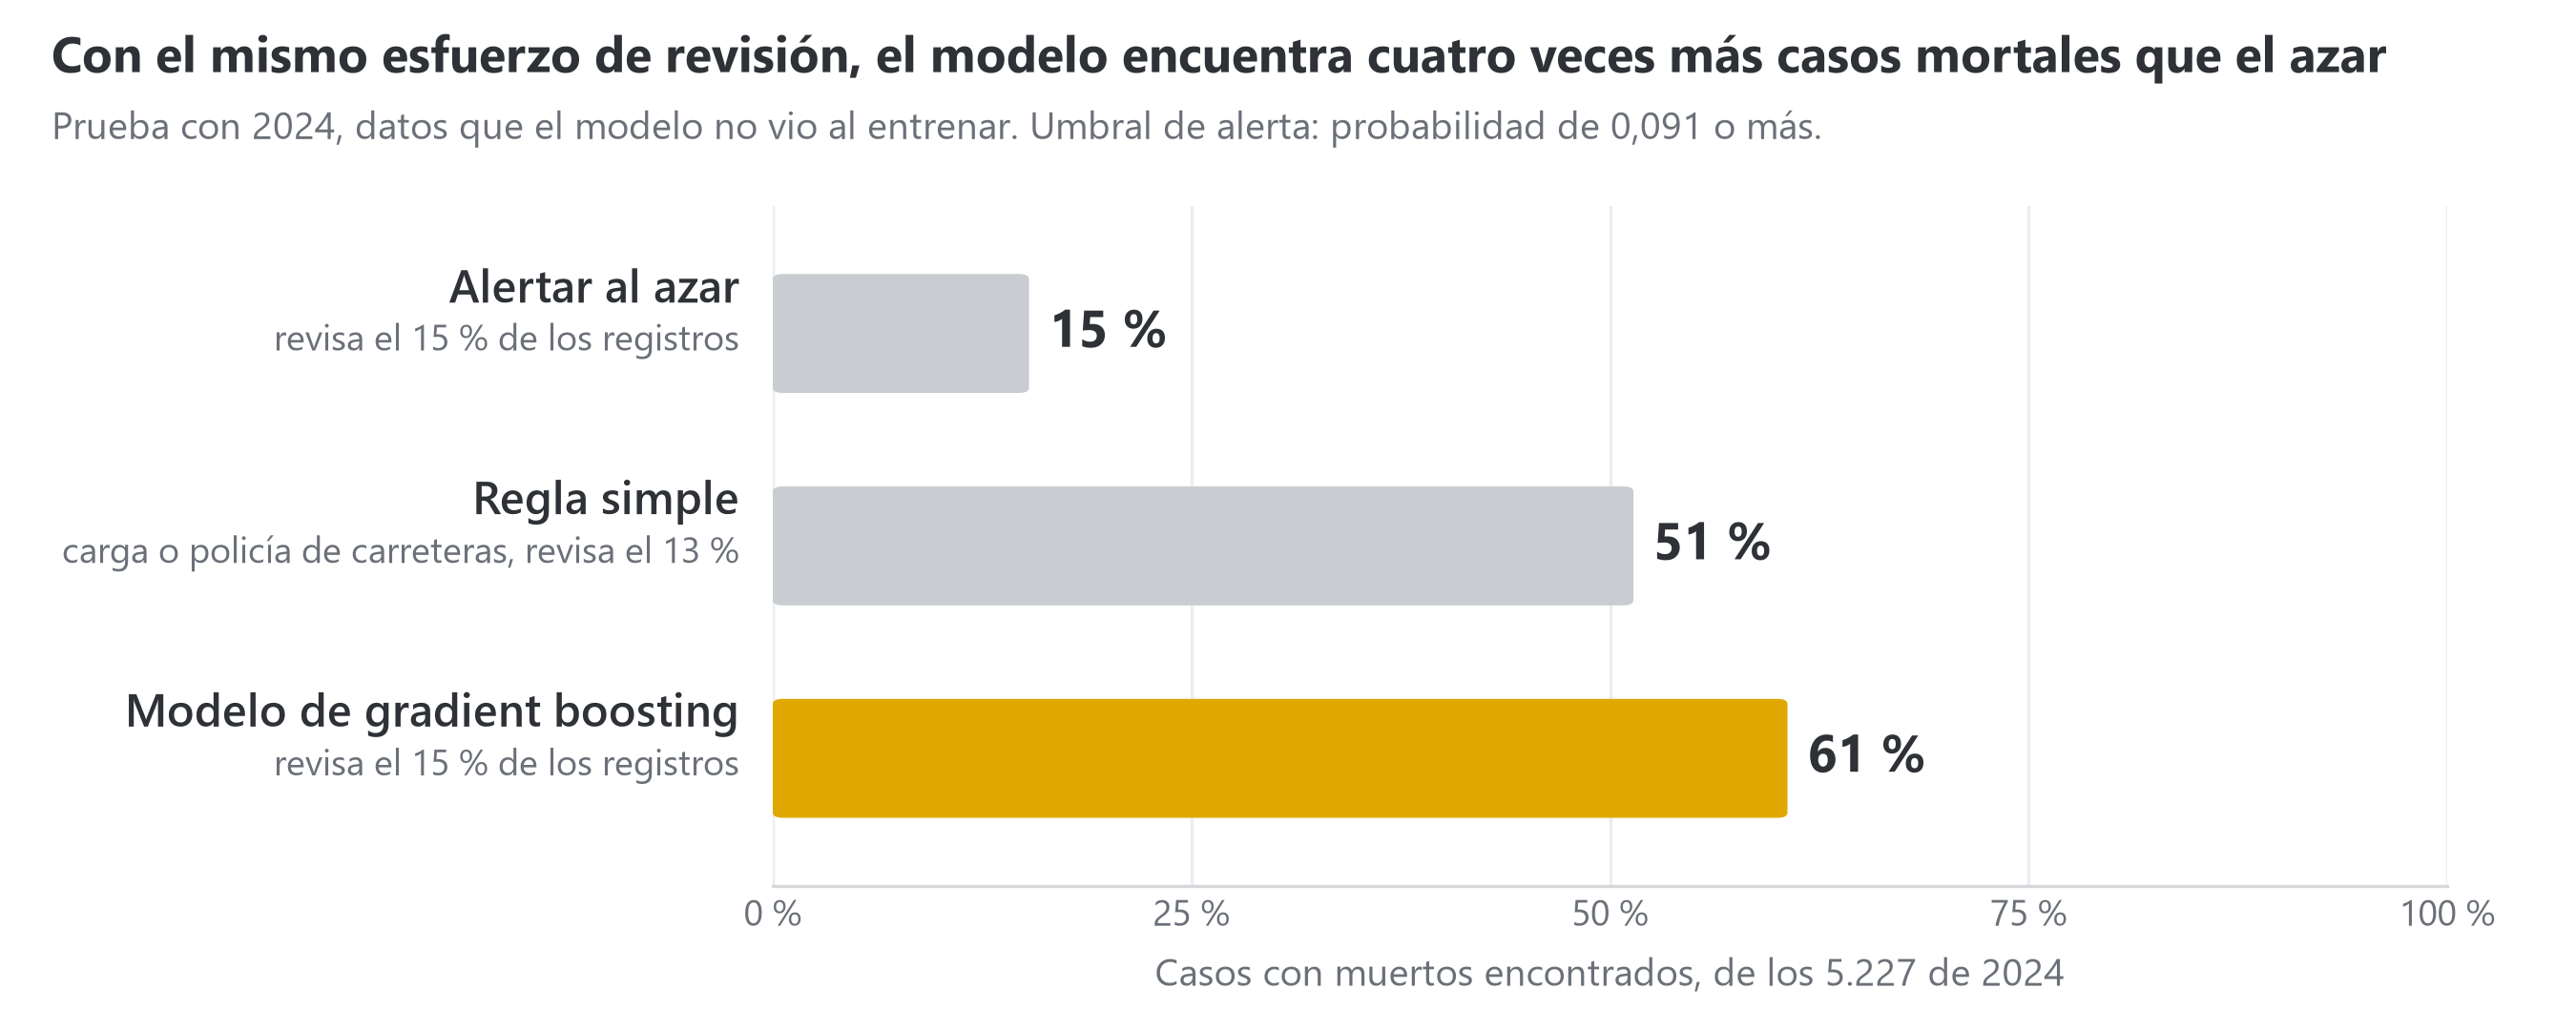 Con el mismo esfuerzo de revisión, el modelo encuentra cuatro veces más casos mortales que el azar
Prueba con 2024, datos que el modelo no vio al entrenar. Umbral de alerta: probabilidad de 0,091 o más.
Alertar al azar
revisa el 15 % de los registros
15 %
Regla simple
carga o policía de carreteras, revisa el 13 %
51 %
Modelo de gradient boosting
revisa el 15 % de los registros
61 %
0 % 25 % 50 % 75 % 100 %
Casos con muertos encontrados, de los 5.227 de 2024